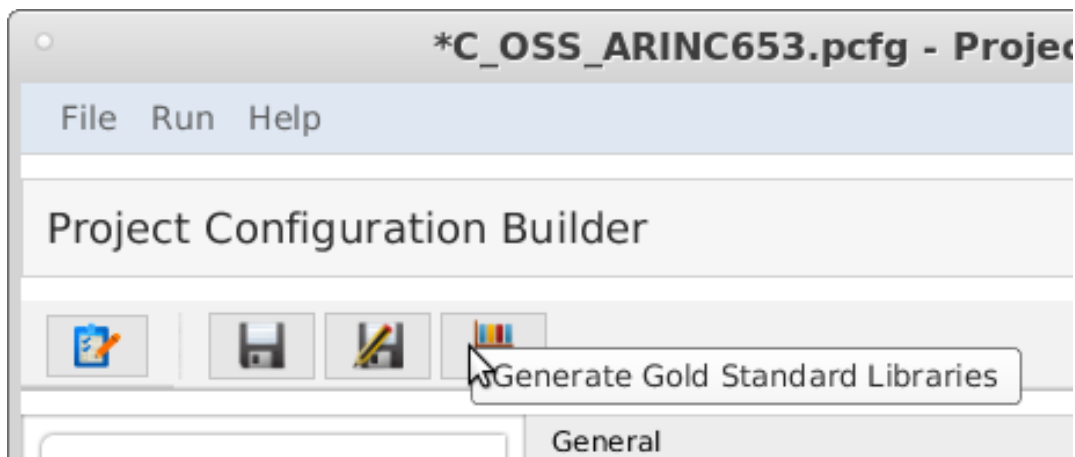 *C_OSS_ARINC653.pcfg - Projec
File Run Help
Project Configuration Builder
Generate Gold Standard Libraries
General